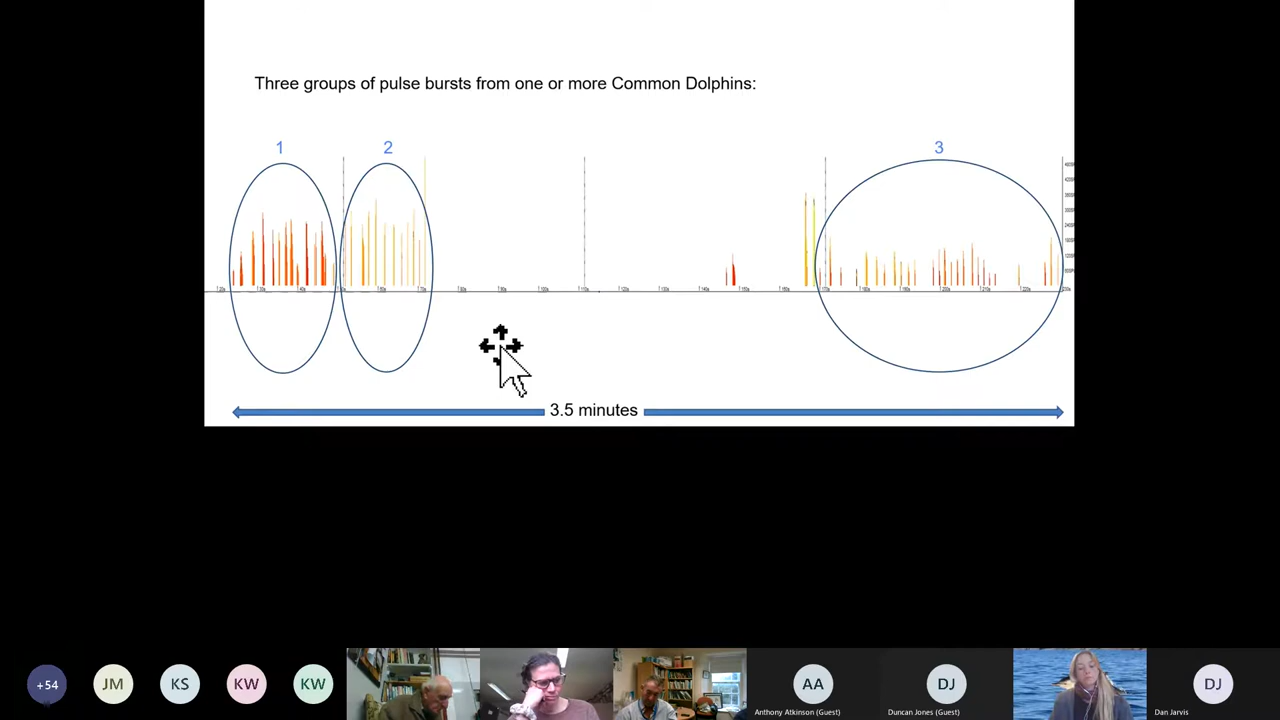 Three groups of pulse bursts from one or more Common Dolphins:
1 2 3
3.5 minutes
+54 JM KS KW KW AA DJ DJ
Anthony Atkinson (Guest) Duncan Jones (Guest) Dan Jarvis